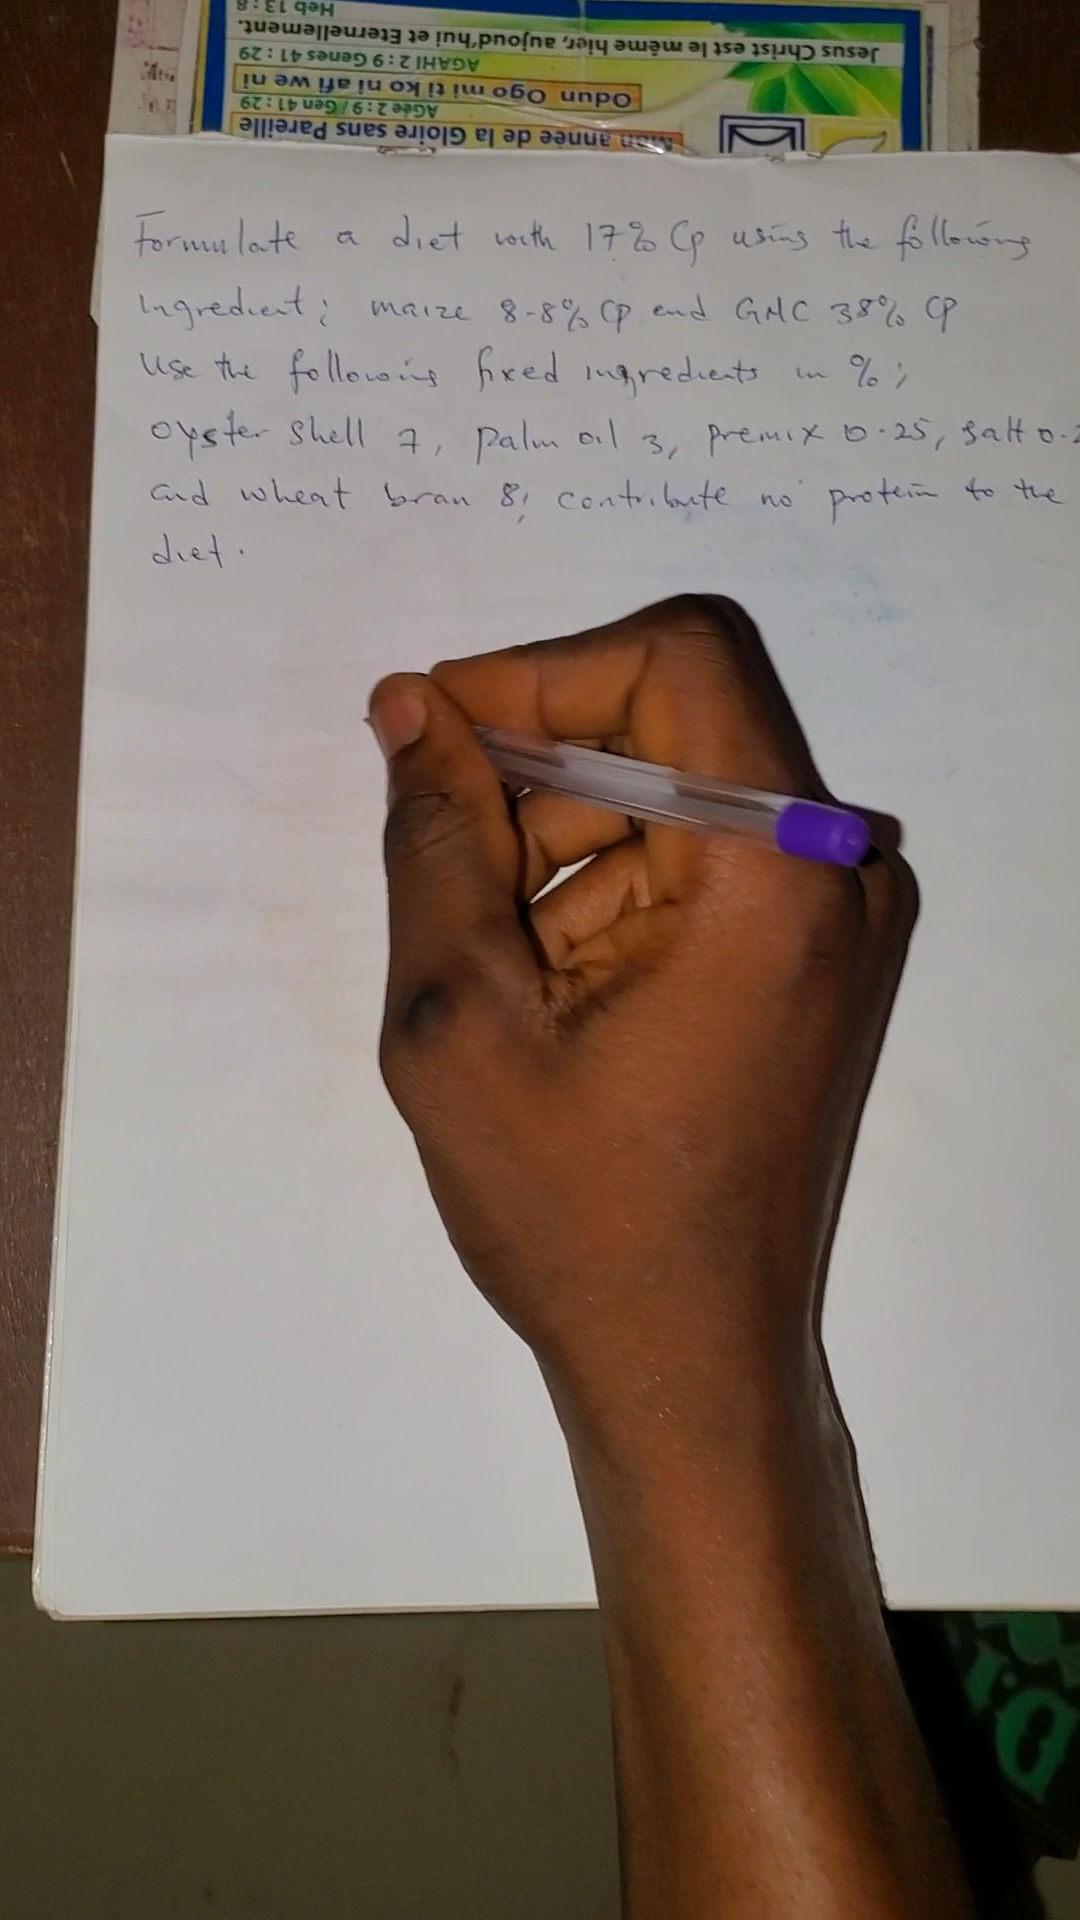 Heb 13 : 8
Jesus Christ est le même hier, aujourd'hui et Eternellement.
AGAHI 2 : 9 Genes 41 : 29
Odun Ogo mi ti ko ni afi we ni
AGée 2 : 9 / Gen 41 : 29
Mon année de la Gloire sans Pareille
Formulate a diet with 17% Cp using the following
Ingredient; maize 8.8% Cp and GNC 38% CP
Use the following fixed ingredients in %;
Oyster Shell 7, palm oil 3, premix 0.25, Salt 0.2
and wheat bran 8; contribute no protein to the
diet.